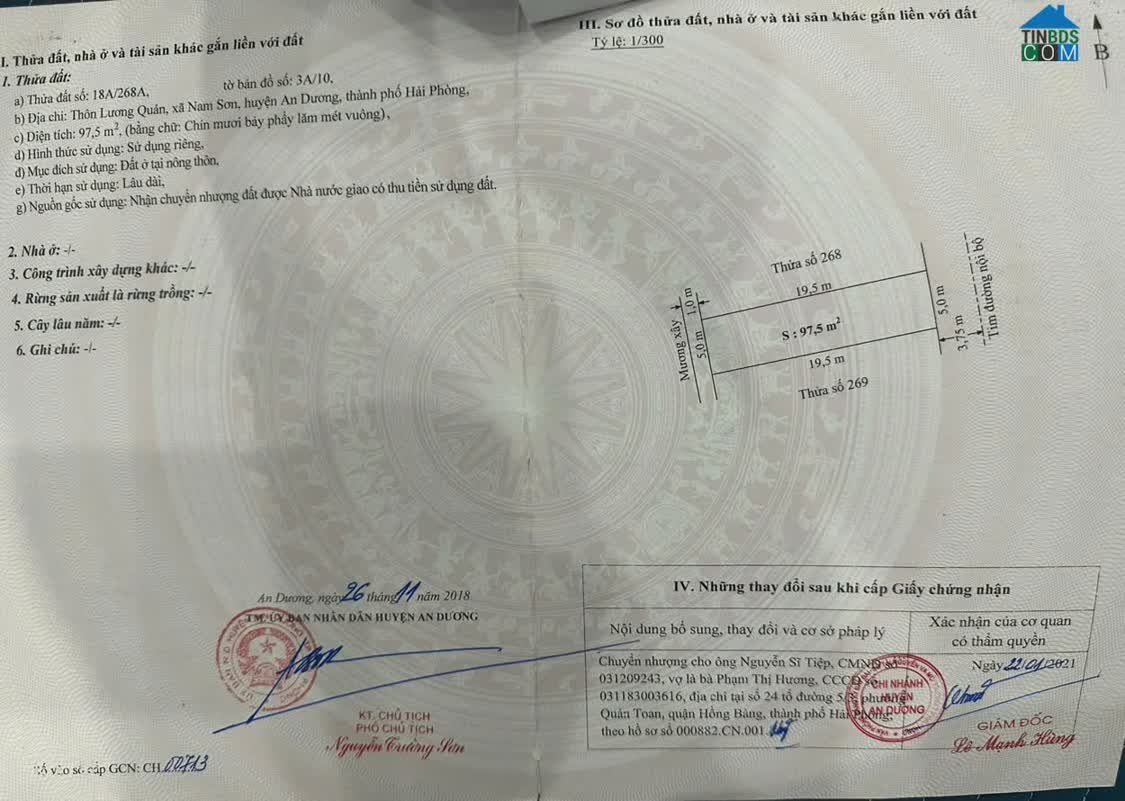 I. Thửa đất, nhà ở và tài sản khác gắn liền với đất
1. Thửa đất:
a) Thửa đất số: 18A/268A, tờ bản đồ số: 3A/10,
b) Địa chỉ: Thôn Lương Quán, xã Nam Sơn, huyện An Dương, thành phố Hải Phòng,
c) Diện tích: 97,5 m², (bằng chữ: Chín mươi bảy phẩy lăm mét vuông),
d) Hình thức sử dụng: Sử dụng riêng,
đ) Mục đích sử dụng: Đất ở tại nông thôn,
e) Thời hạn sử dụng: Lâu dài,
g) Nguồn gốc sử dụng: Nhận chuyển nhượng đất được Nhà nước giao có thu tiền sử dụng đất.
2. Nhà ở: -/-
3. Công trình xây dựng khác: -/-
4. Rừng sản xuất là rừng trồng: -/-
5. Cây lâu năm: -/-
6. Ghi chú: -/-
An Dương, ngày 26 tháng 11 năm 2018
TM. ỦY BAN NHÂN DÂN HUYỆN AN DƯƠNG
KT. CHỦ TỊCH
PHÓ CHỦ TỊCH
Nguyễn Trường Sơn
Số vào sổ cấp GCN: CH 00713
III. Sơ đồ thửa đất, nhà ở và tài sản khác gắn liền với đất
Tỷ lệ: 1/300
TINBDS
COM
B
Thửa số 268
19,5 m
S : 97,5 m²
19,5 m
Thửa số 269
Mương xây
1,0 m
5,0 m
5,0 m
3,75 m
Tim đường nội bộ
IV. Những thay đổi sau khi cấp Giấy chứng nhận
Nội dung bổ sung, thay đổi và cơ sở pháp lý
Xác nhận của cơ quan
có thẩm quyền
Chuyển nhượng cho ông Nguyễn Sĩ Tiệp, CMND số
031209243, vợ là bà Phạm Thị Hương, CCCD số
031183003616, địa chỉ tại số 24 tổ đường 5/3, phường
Quán Toan, quận Hồng Bàng, thành phố Hải Phòng,
theo hồ sơ số 000882.CN.001.
Ngày 22/01/2021
CHI NHÁNH
HUYỆN
AN DƯƠNG
GIÁM ĐỐC
Lê Mạnh Hùng